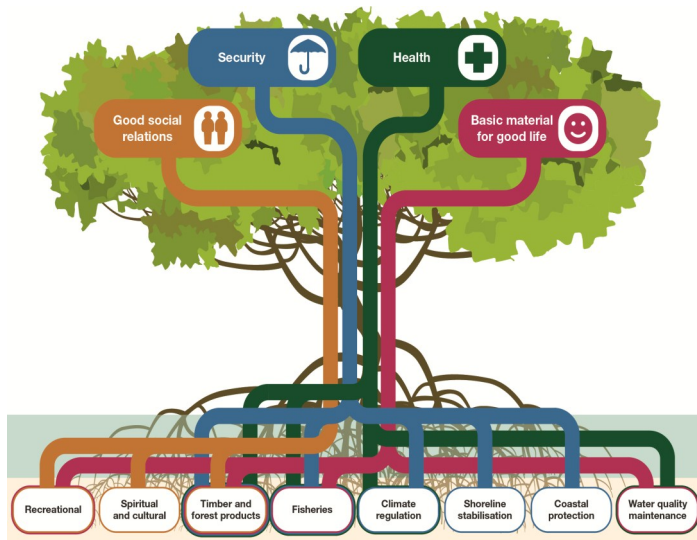 Security
Health
Good social
relations
Basic material
for good life
Recreational
Spiritual
and cultural
Timber and
forest products
Fisheries
Climate
regulation
Shoreline
stabilisation
Coastal
protection
Water quality
maintenance